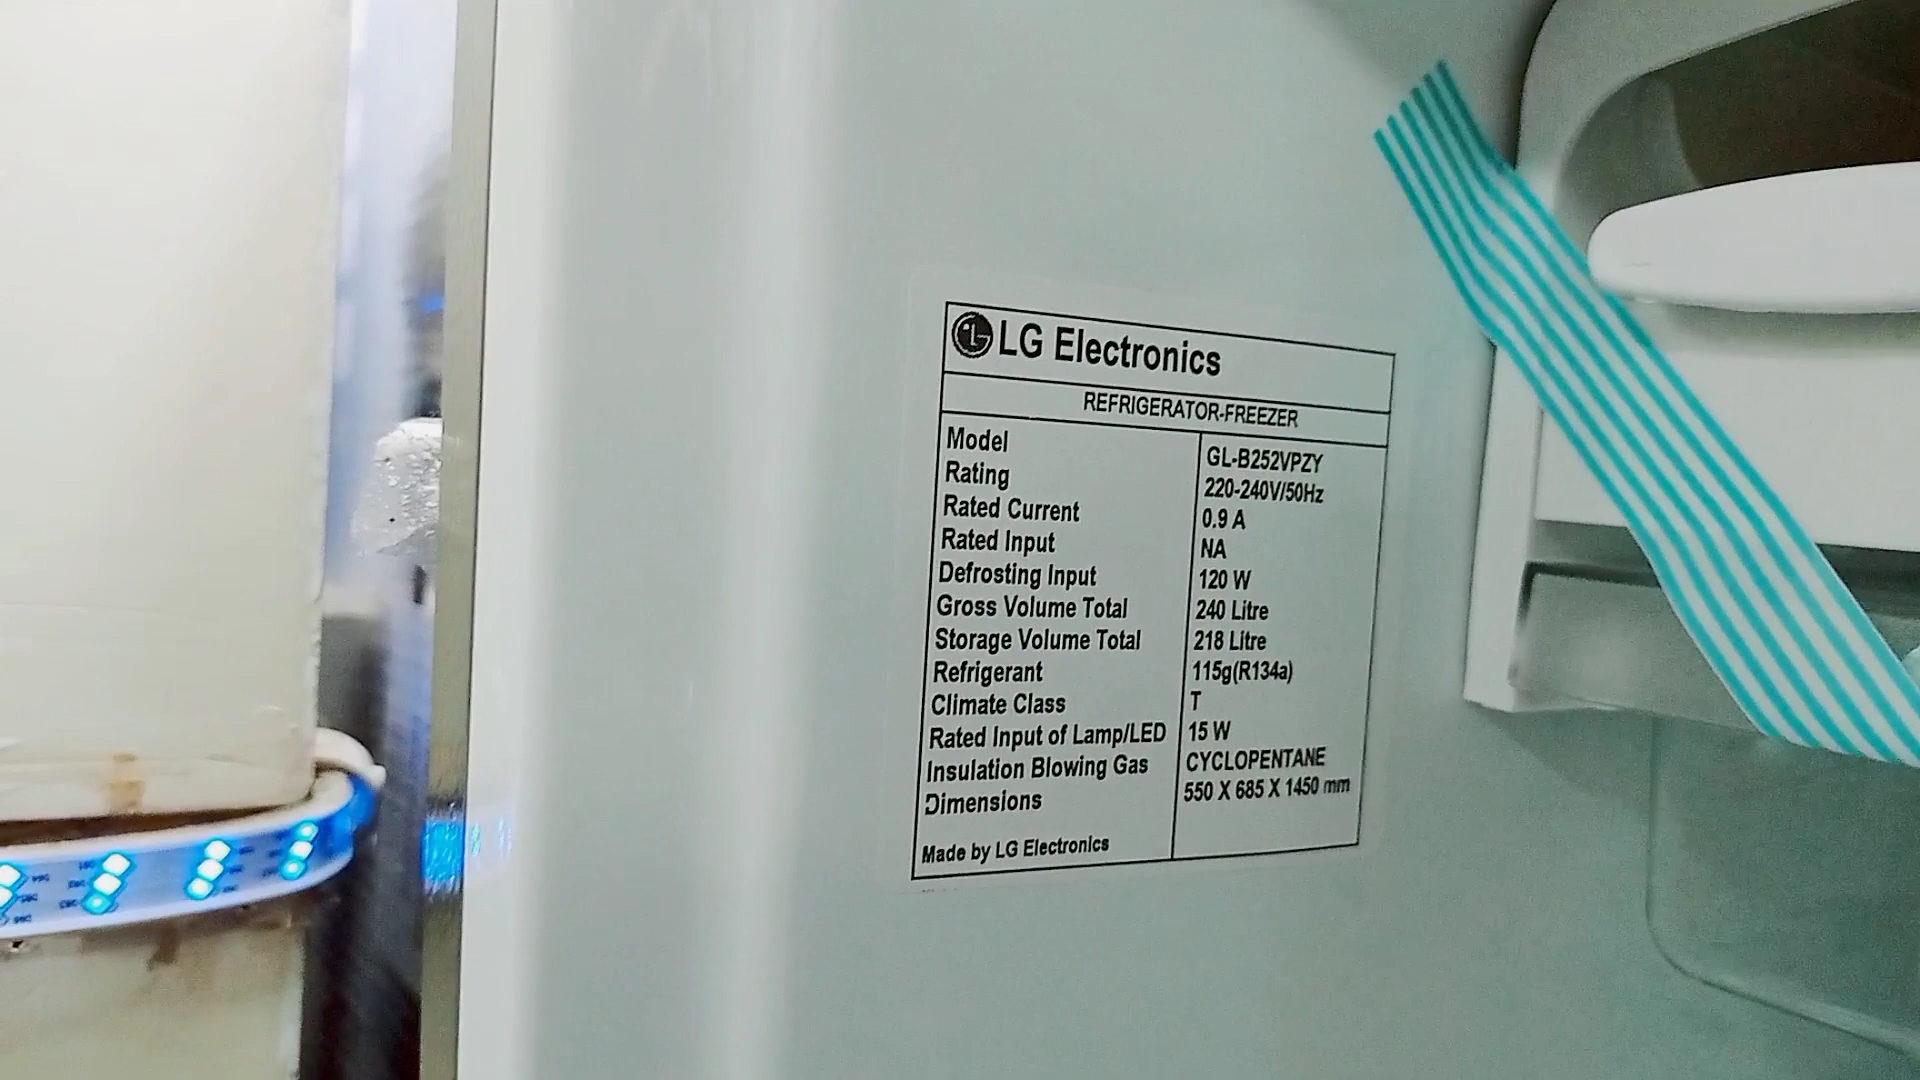 LG Electronics
REFRIGERATOR-FREEZER
Model GL-B252VPZY
Rating 220-240V/50Hz
Rated Current 0.9 A
Rated Input NA
Defrosting Input 120 W
Gross Volume Total 240 Litre
Storage Volume Total 218 Litre
Refrigerant 115g(R134a)
Climate Class T
Rated Input of Lamp/LED 15 W
Insulation Blowing Gas CYCLOPENTANE
Dimensions 550 X 685 X 1450 mm
Made by LG Electronics